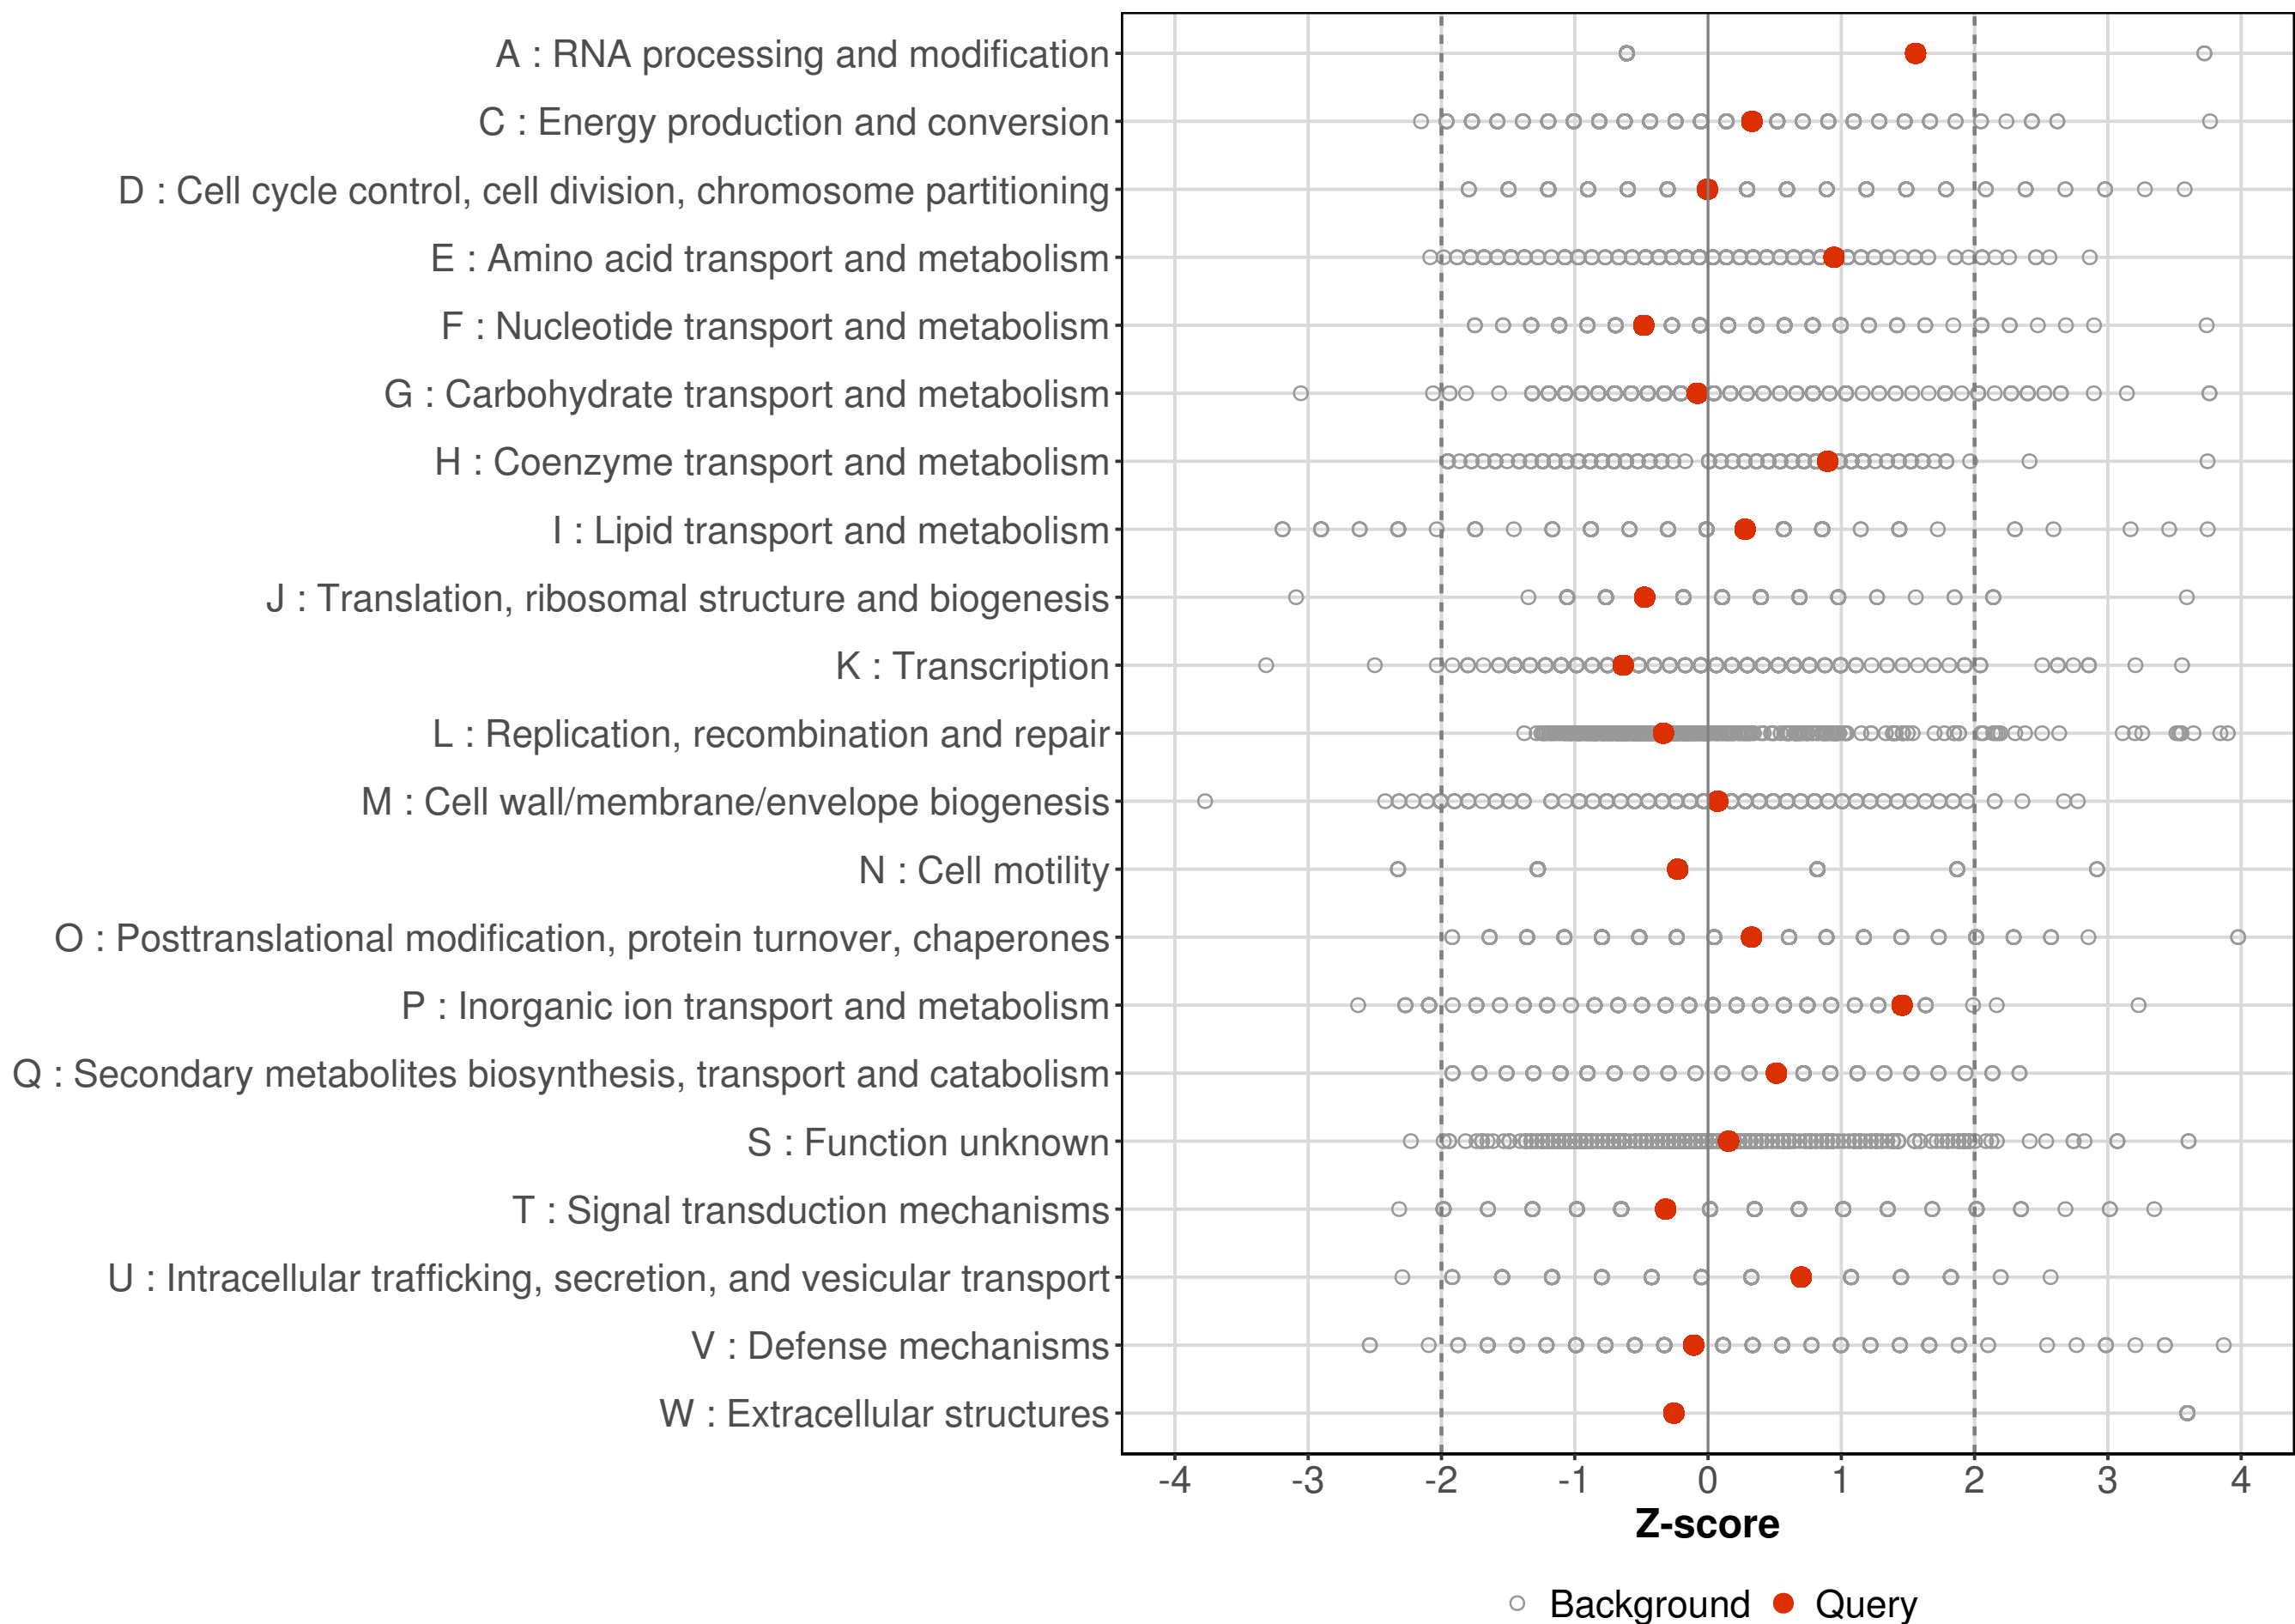 A : RNA processing and modification
C : Energy production and conversion
D : Cell cycle control, cell division, chromosome partitioning
E : Amino acid transport and metabolism
F : Nucleotide transport and metabolism
G : Carbohydrate transport and metabolism
H : Coenzyme transport and metabolism
I : Lipid transport and metabolism
J : Translation, ribosomal structure and biogenesis
K : Transcription
L : Replication, recombination and repair
M : Cell wall/membrane/envelope biogenesis
N : Cell motility
O : Posttranslational modification, protein turnover, chaperones
P : Inorganic ion transport and metabolism
Q : Secondary metabolites biosynthesis, transport and catabolism
S : Function unknown
T : Signal transduction mechanisms
U : Intracellular trafficking, secretion, and vesicular transport
V : Defense mechanisms
W : Extracellular structures
-4 -3 -2 -1 0 1 2 3 4
Z-score
Background Query